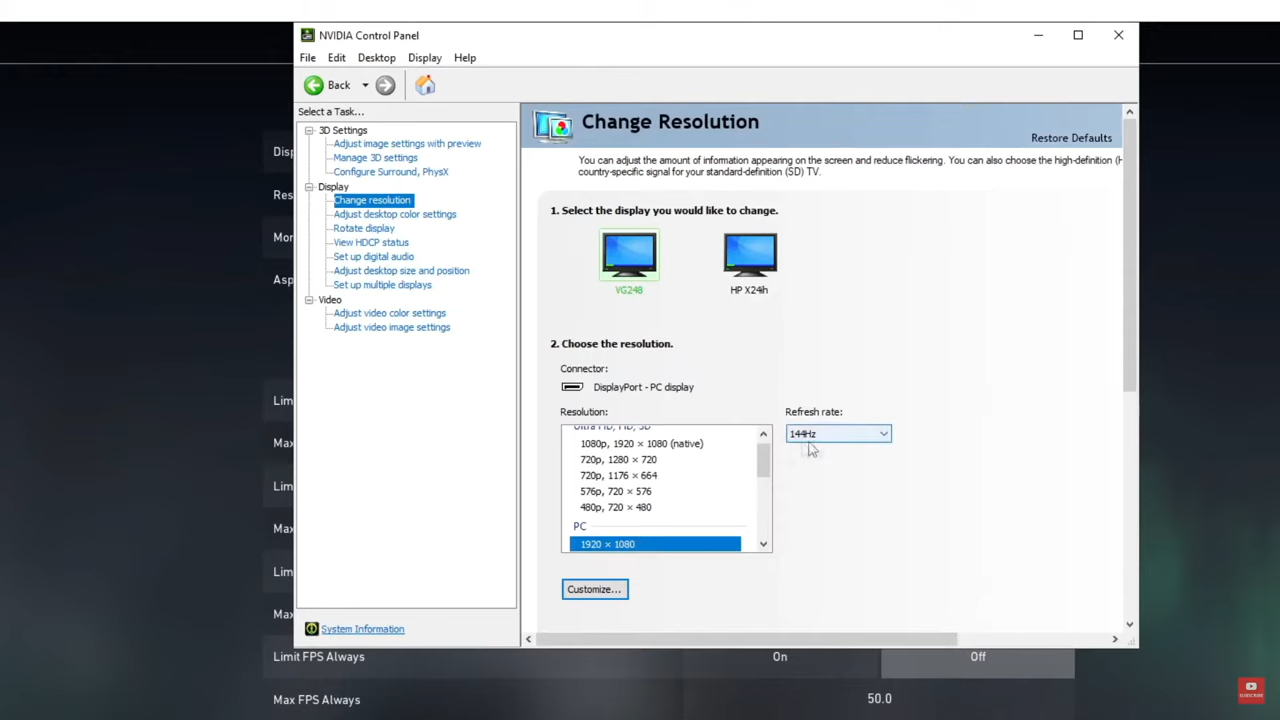 NVIDIA Control Panel
File Edit Desktop Display Help
Back
Select a Task...
3D Settings
Adjust image settings with preview
Manage 3D settings
Configure Surround, PhysX
Display
Change resolution
Adjust desktop color settings
Rotate display
View HDCP status
Set up digital audio
Adjust desktop size and position
Set up multiple displays
Video
Adjust video color settings
Adjust video image settings
System Information
Change Resolution
Restore Defaults
You can adjust the amount of information appearing on the screen and reduce flickering. You can also choose the high-definition (H
country-specific signal for your standard-definition (SD) TV.
1. Select the display you would like to change.
VG248 HP X24ih
2. Choose the resolution.
Connector:
DisplayPort - PC display
Resolution:
Ultra HD, HD, SD
1080p, 1920 × 1080 (native)
720p, 1280 × 720
720p, 1176 × 664
576p, 720 × 576
480p, 720 × 480
PC
1920 × 1080
Refresh rate:
144Hz
Customize...
Disp
Res
Mon
Asp
Lim
Max
Lim
Max
Lim
Max
Limit FPS Always On Off
Max FPS Always 50.0
SUBSCRIBE